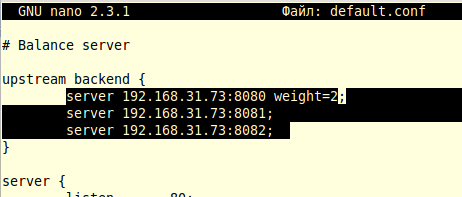 GNU nano 2.3.1 Файл: default.conf
# Balance server
upstream backend {
server 192.168.31.73:8080 weight=2;
server 192.168.31.73:8081;
server 192.168.31.73:8082;
}
server {
listen 80;